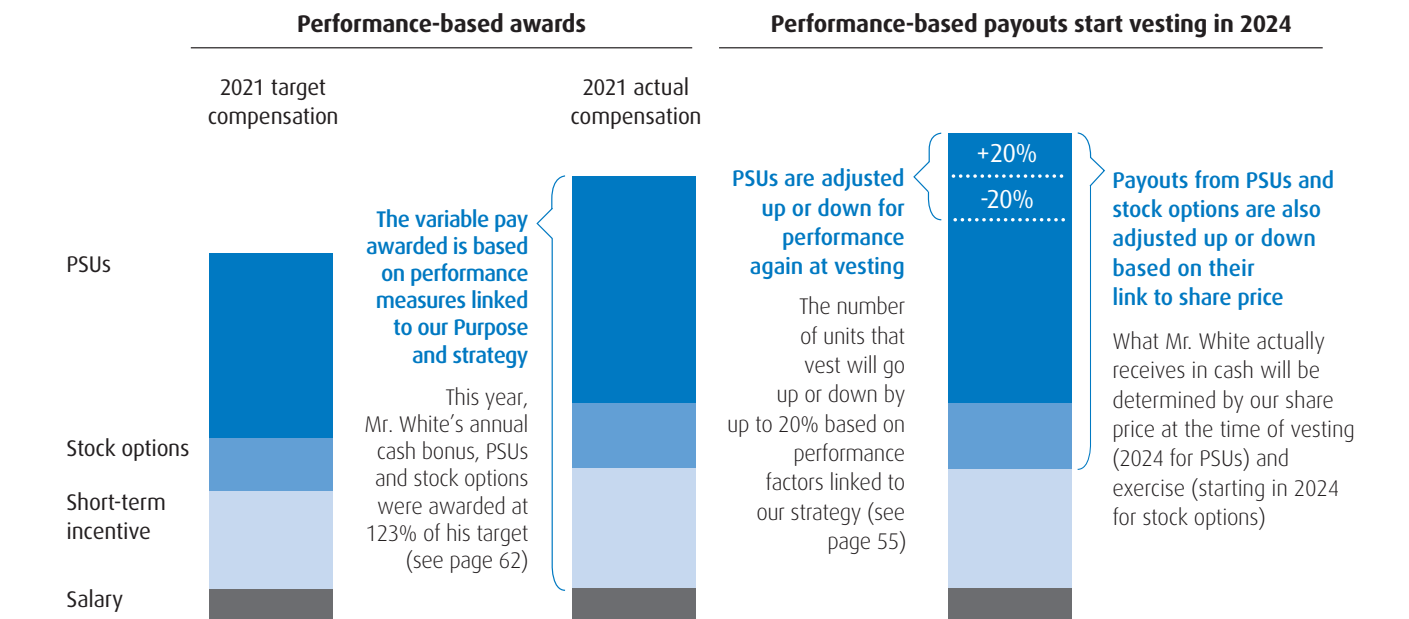 Performance-based awards
Performance-based payouts start vesting in 2024
2021 target
compensation
2021 actual
compensation
PSUs
Stock options
Short-term
incentive
Salary
The variable pay
awarded is based
on performance
measures linked
to our Purpose
and strategy
This year,
Mr. White’s annual
cash bonus, PSUs
and stock options
were awarded at
123% of his target
(see page 62)
PSUs are adjusted
up or down for
performance
again at vesting
The number
of units that
vest will go
up or down by
up to 20% based on
performance
factors linked to
our strategy (see
page 55)
+20%
-20%
Payouts from PSUs and
stock options are also
adjusted up or down
based on their
link to share price
What Mr. White actually
receives in cash will be
determined by our share
price at the time of vesting
(2024 for PSUs) and
exercise (starting in 2024
for stock options)